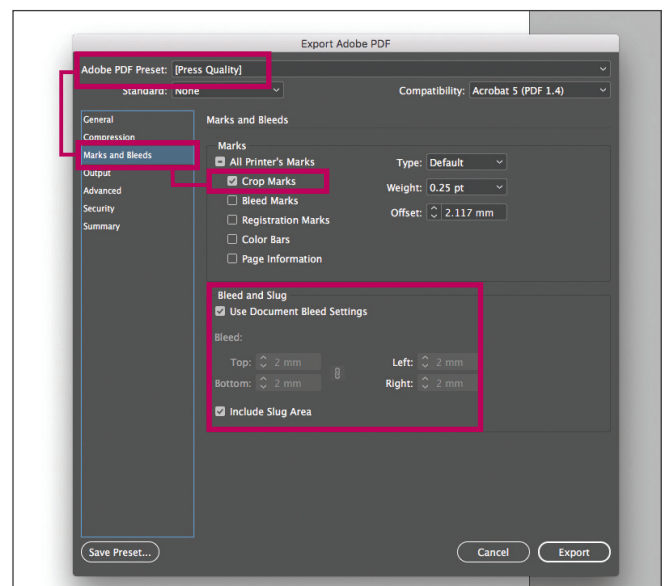 Export Adobe PDF
Adobe PDF Preset: [Press Quality]
Standard: None Compatibility: Acrobat 5 (PDF 1.4)
General
Compression
Marks and Bleeds
Output
Advanced
Security
Summary
Marks and Bleeds
Marks
All Printer's Marks
Crop Marks
Bleed Marks
Registration Marks
Color Bars
Page Information
Type: Default
Weight: 0.25 pt
Offset: 2.117 mm
Bleed and Slug
Use Document Bleed Settings
Bleed:
Top: 2 mm Left: 2 mm
Bottom: 2 mm Right: 2 mm
Include Slug Area
Save Preset... Cancel Export